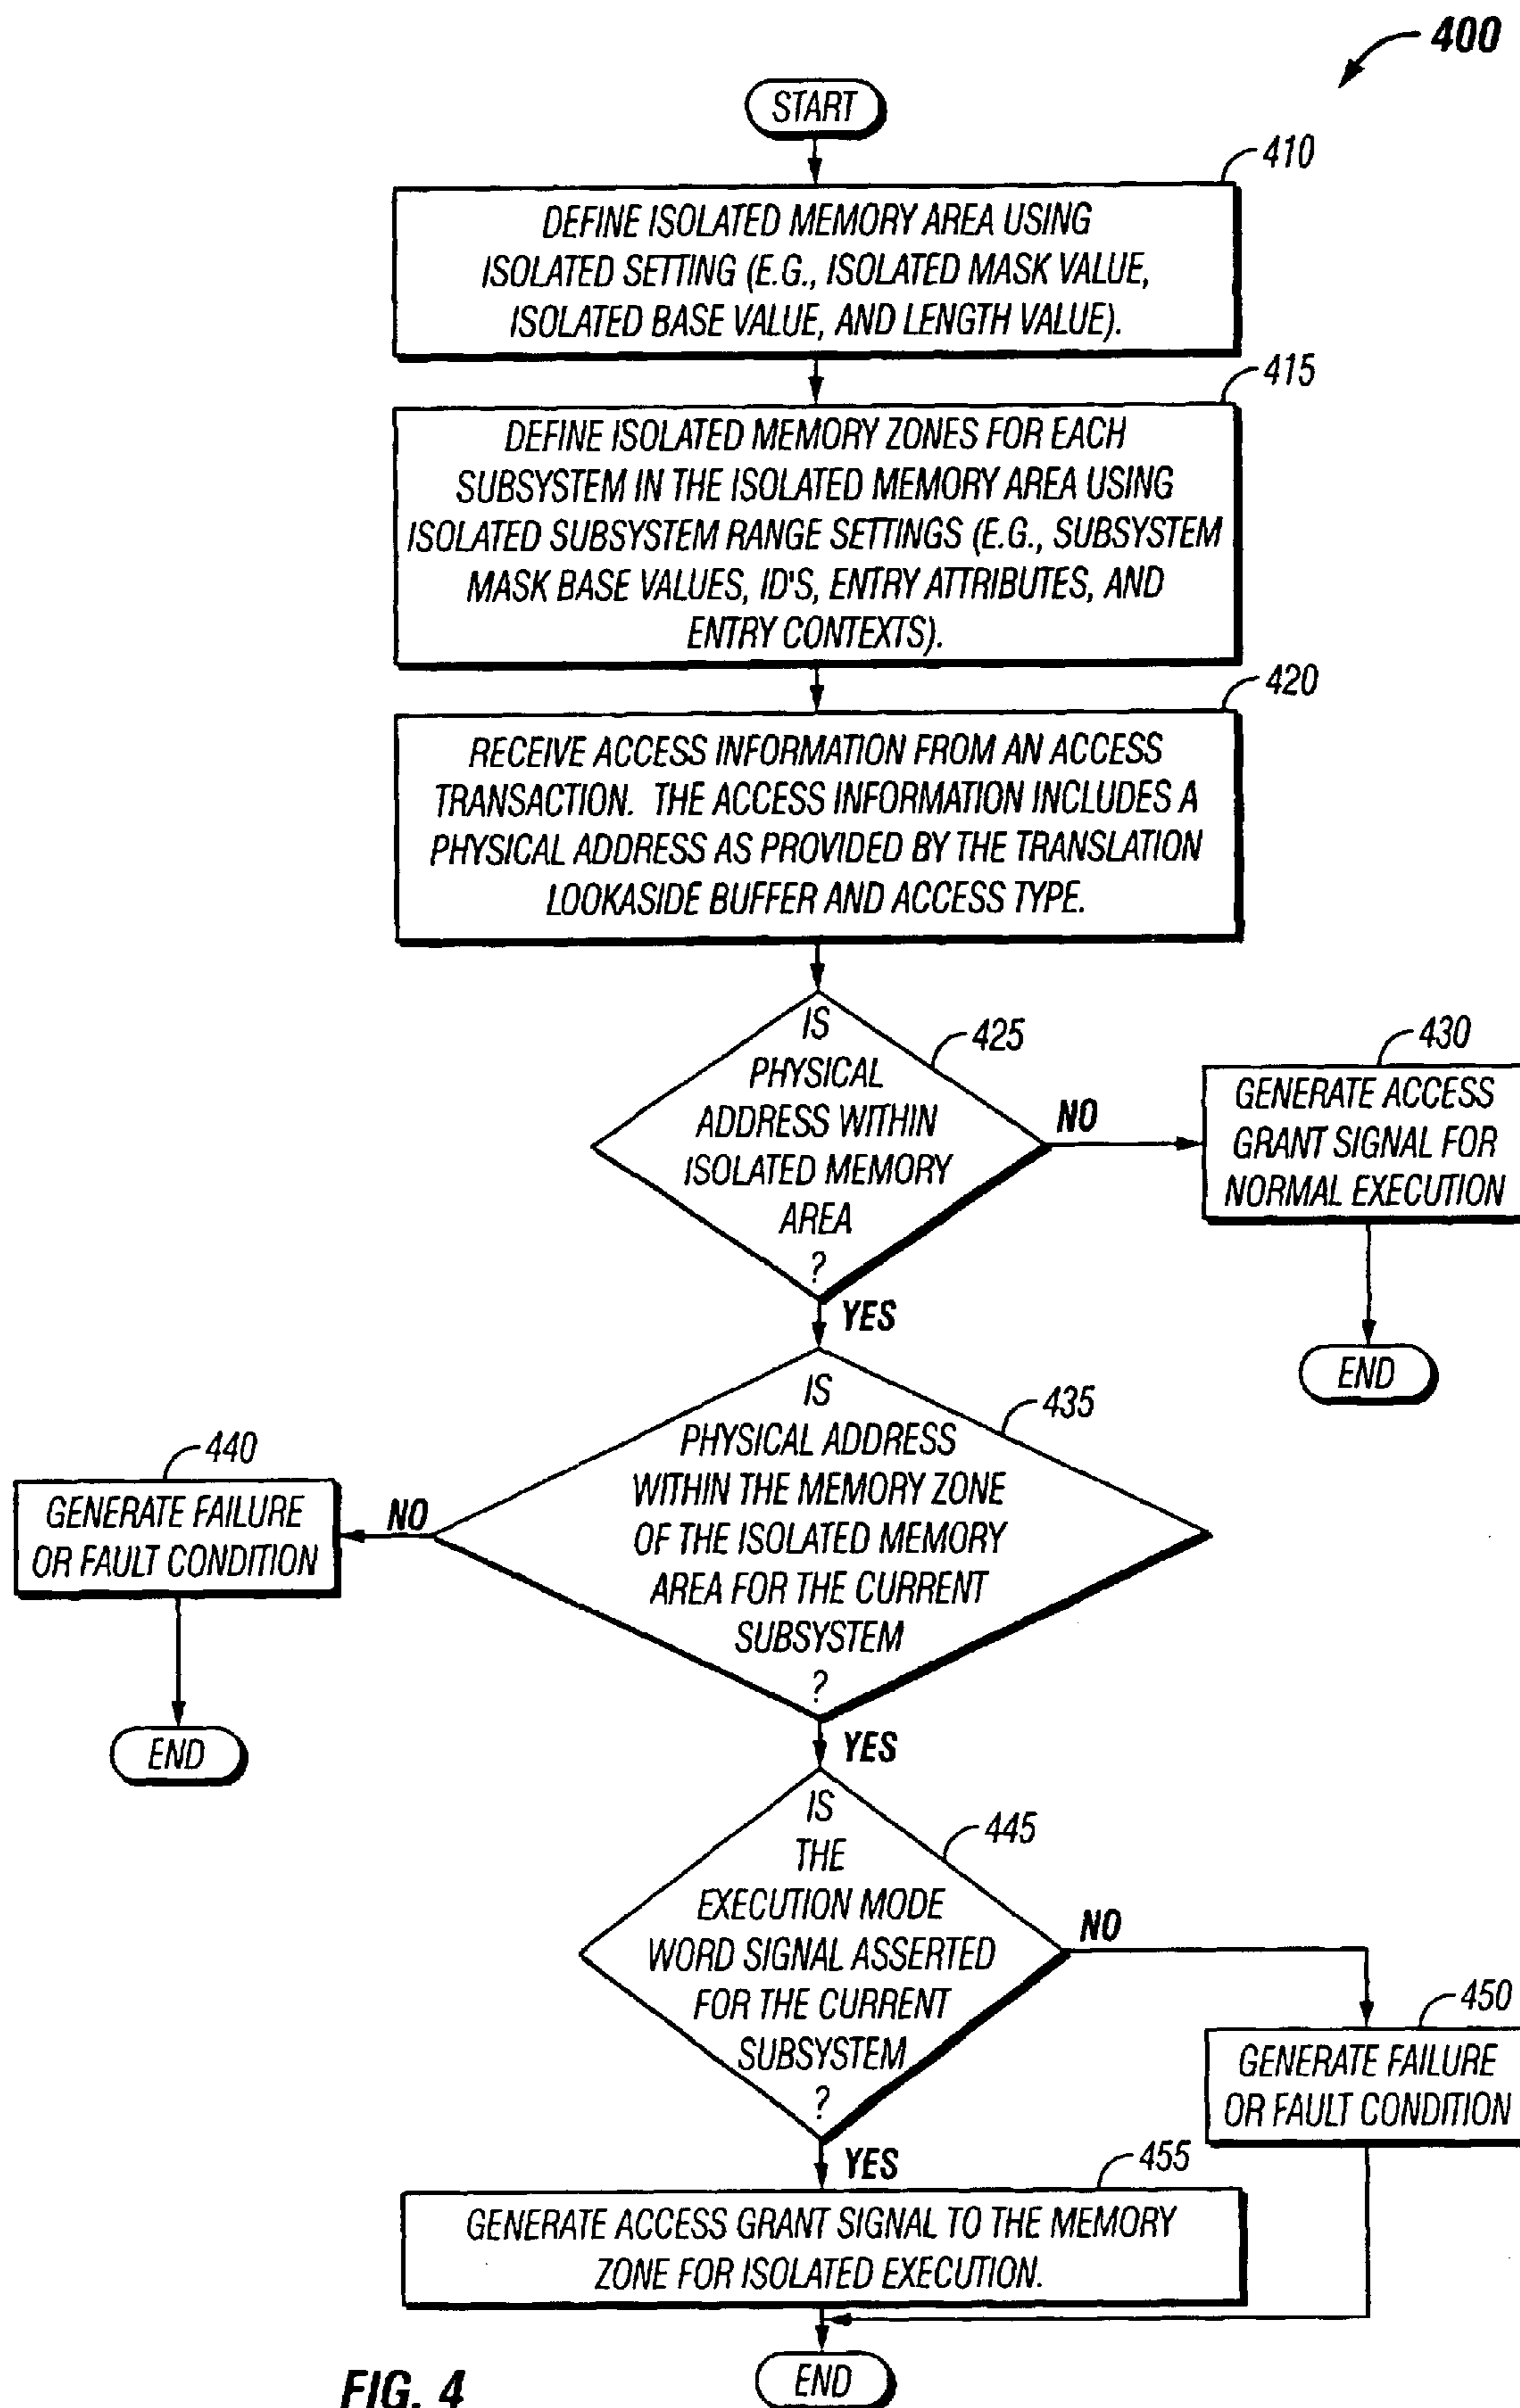 400
START
410
DEFINE ISOLATED MEMORY AREA USING
ISOLATED SETTING (E.G., ISOLATED MASK VALUE,
ISOLATED BASE VALUE, AND LENGTH VALUE).
415
DEFINE ISOLATED MEMORY ZONES FOR EACH
SUBSYSTEM IN THE ISOLATED MEMORY AREA USING
ISOLATED SUBSYSTEM RANGE SETTINGS (E.G., SUBSYSTEM
MASK BASE VALUES, ID'S, ENTRY ATTRIBUTES, AND
ENTRY CONTEXTS).
420
RECEIVE ACCESS INFORMATION FROM AN ACCESS
TRANSACTION. THE ACCESS INFORMATION INCLUDES A
PHYSICAL ADDRESS AS PROVIDED BY THE TRANSLATION
LOOKASIDE BUFFER AND ACCESS TYPE.
425
IS
PHYSICAL
ADDRESS WITHIN
ISOLATED MEMORY
AREA
?
NO
430
GENERATE ACCESS
GRANT SIGNAL FOR
NORMAL EXECUTION
END
YES
435
IS
PHYSICAL ADDRESS
WITHIN THE MEMORY ZONE
OF THE ISOLATED MEMORY
AREA FOR THE CURRENT
SUBSYSTEM
?
NO
440
GENERATE FAILURE
OR FAULT CONDITION
END
YES
445
IS
THE
EXECUTION MODE
WORD SIGNAL ASSERTED
FOR THE CURRENT
SUBSYSTEM
?
NO
450
GENERATE FAILURE
OR FAULT CONDITION
YES
455
GENERATE ACCESS GRANT SIGNAL TO THE MEMORY
ZONE FOR ISOLATED EXECUTION.
END
FIG. 4